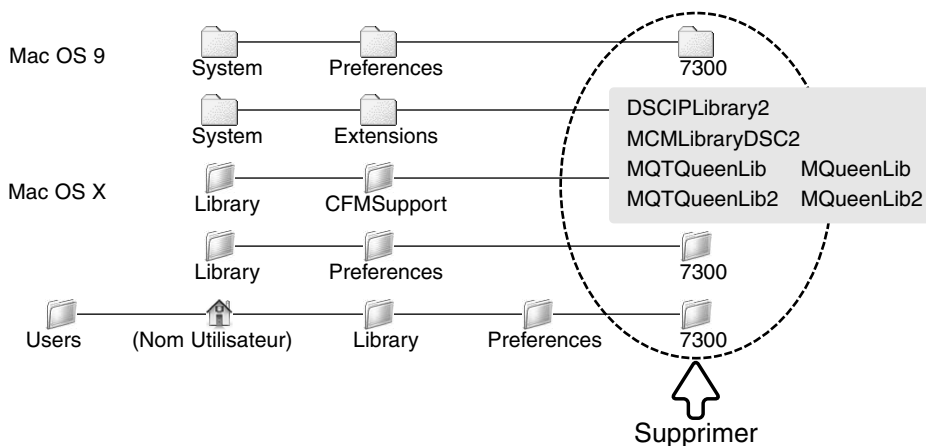 Mac OS 9
System Preferences 7300
System Extensions
DSCIPLibrary2
MCMLibraryDSC2
MQTQueenLib MQueenLib
MQTQueenLib2 MQueenLib2
Mac OS X
Library CFMSupport
Library Preferences 7300
Users (Nom Utilisateur) Library Preferences 7300
Supprimer